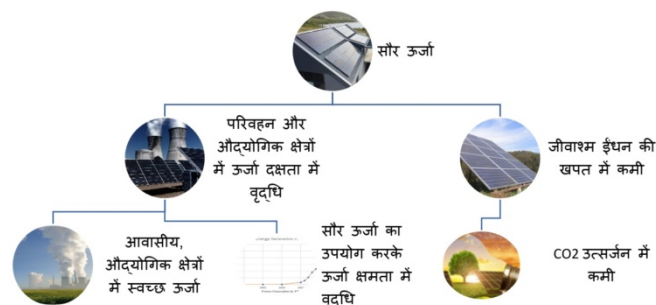 सौर ऊर्जा
परिवहन और
औद्योगिक क्षेत्रों
में ऊर्जा दक्षता में
वृद्धि
जीवाश्म ईंधन की
खपत में कमी
आवासीय,
औद्योगिक क्षेत्रों
में स्वच्छ ऊर्जा
सौर ऊर्जा का
उपयोग करके
ऊर्जा क्षमता में
वृद्धि
CO2 उत्सर्जन में
कमी